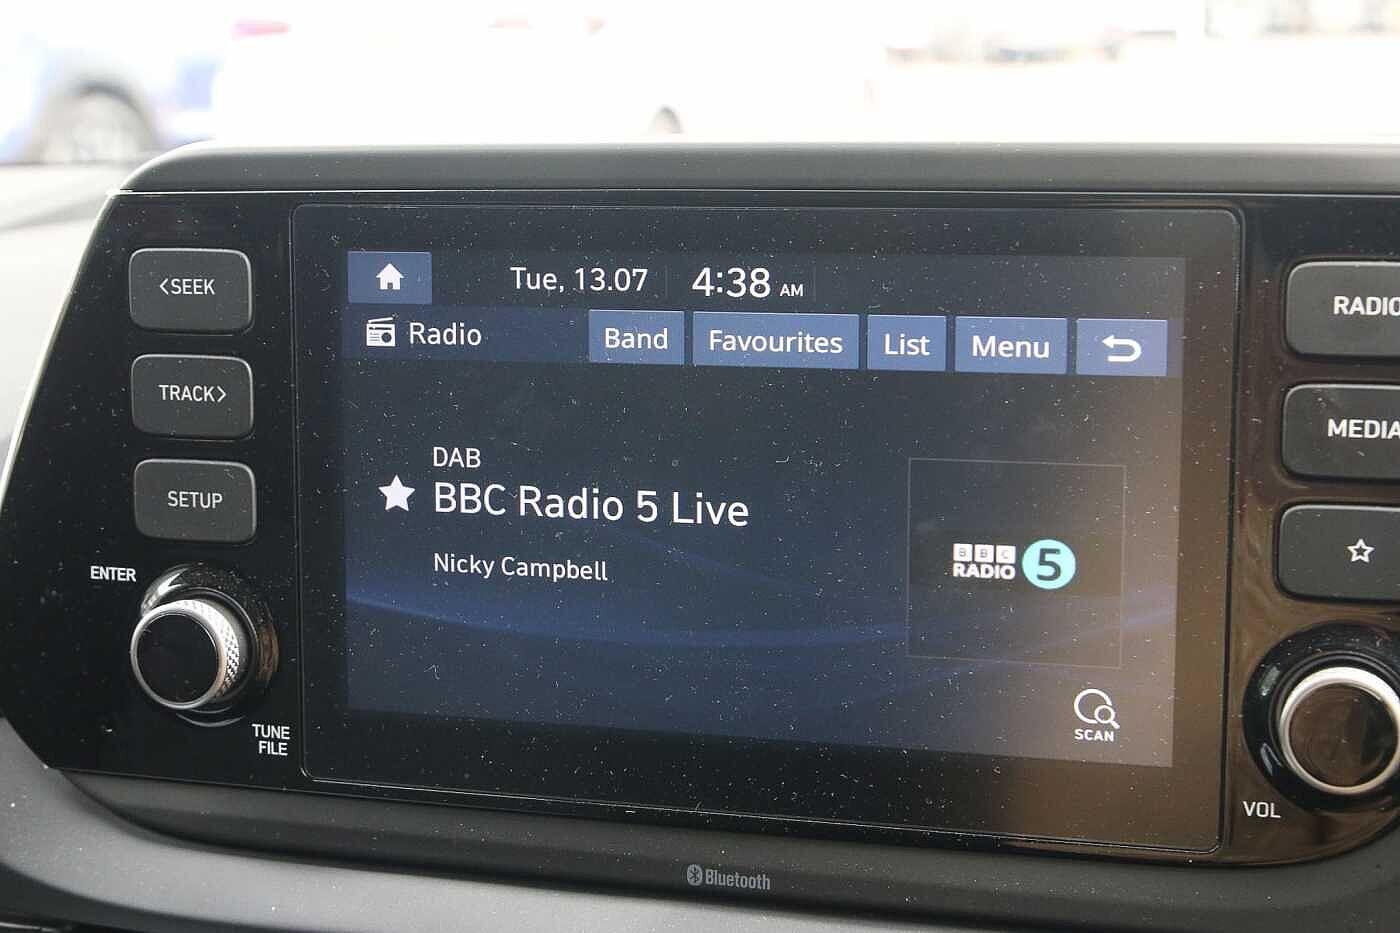 <SEEK
TRACK>
SETUP
ENTER
TUNE
FILE
Tue, 13.07 4:38 AM
Radio Band Favourites List Menu
DAB
BBC Radio 5 Live
Nicky Campbell
BBC
RADIO 5
SCAN
RADIO
MEDIA
VOL
Bluetooth